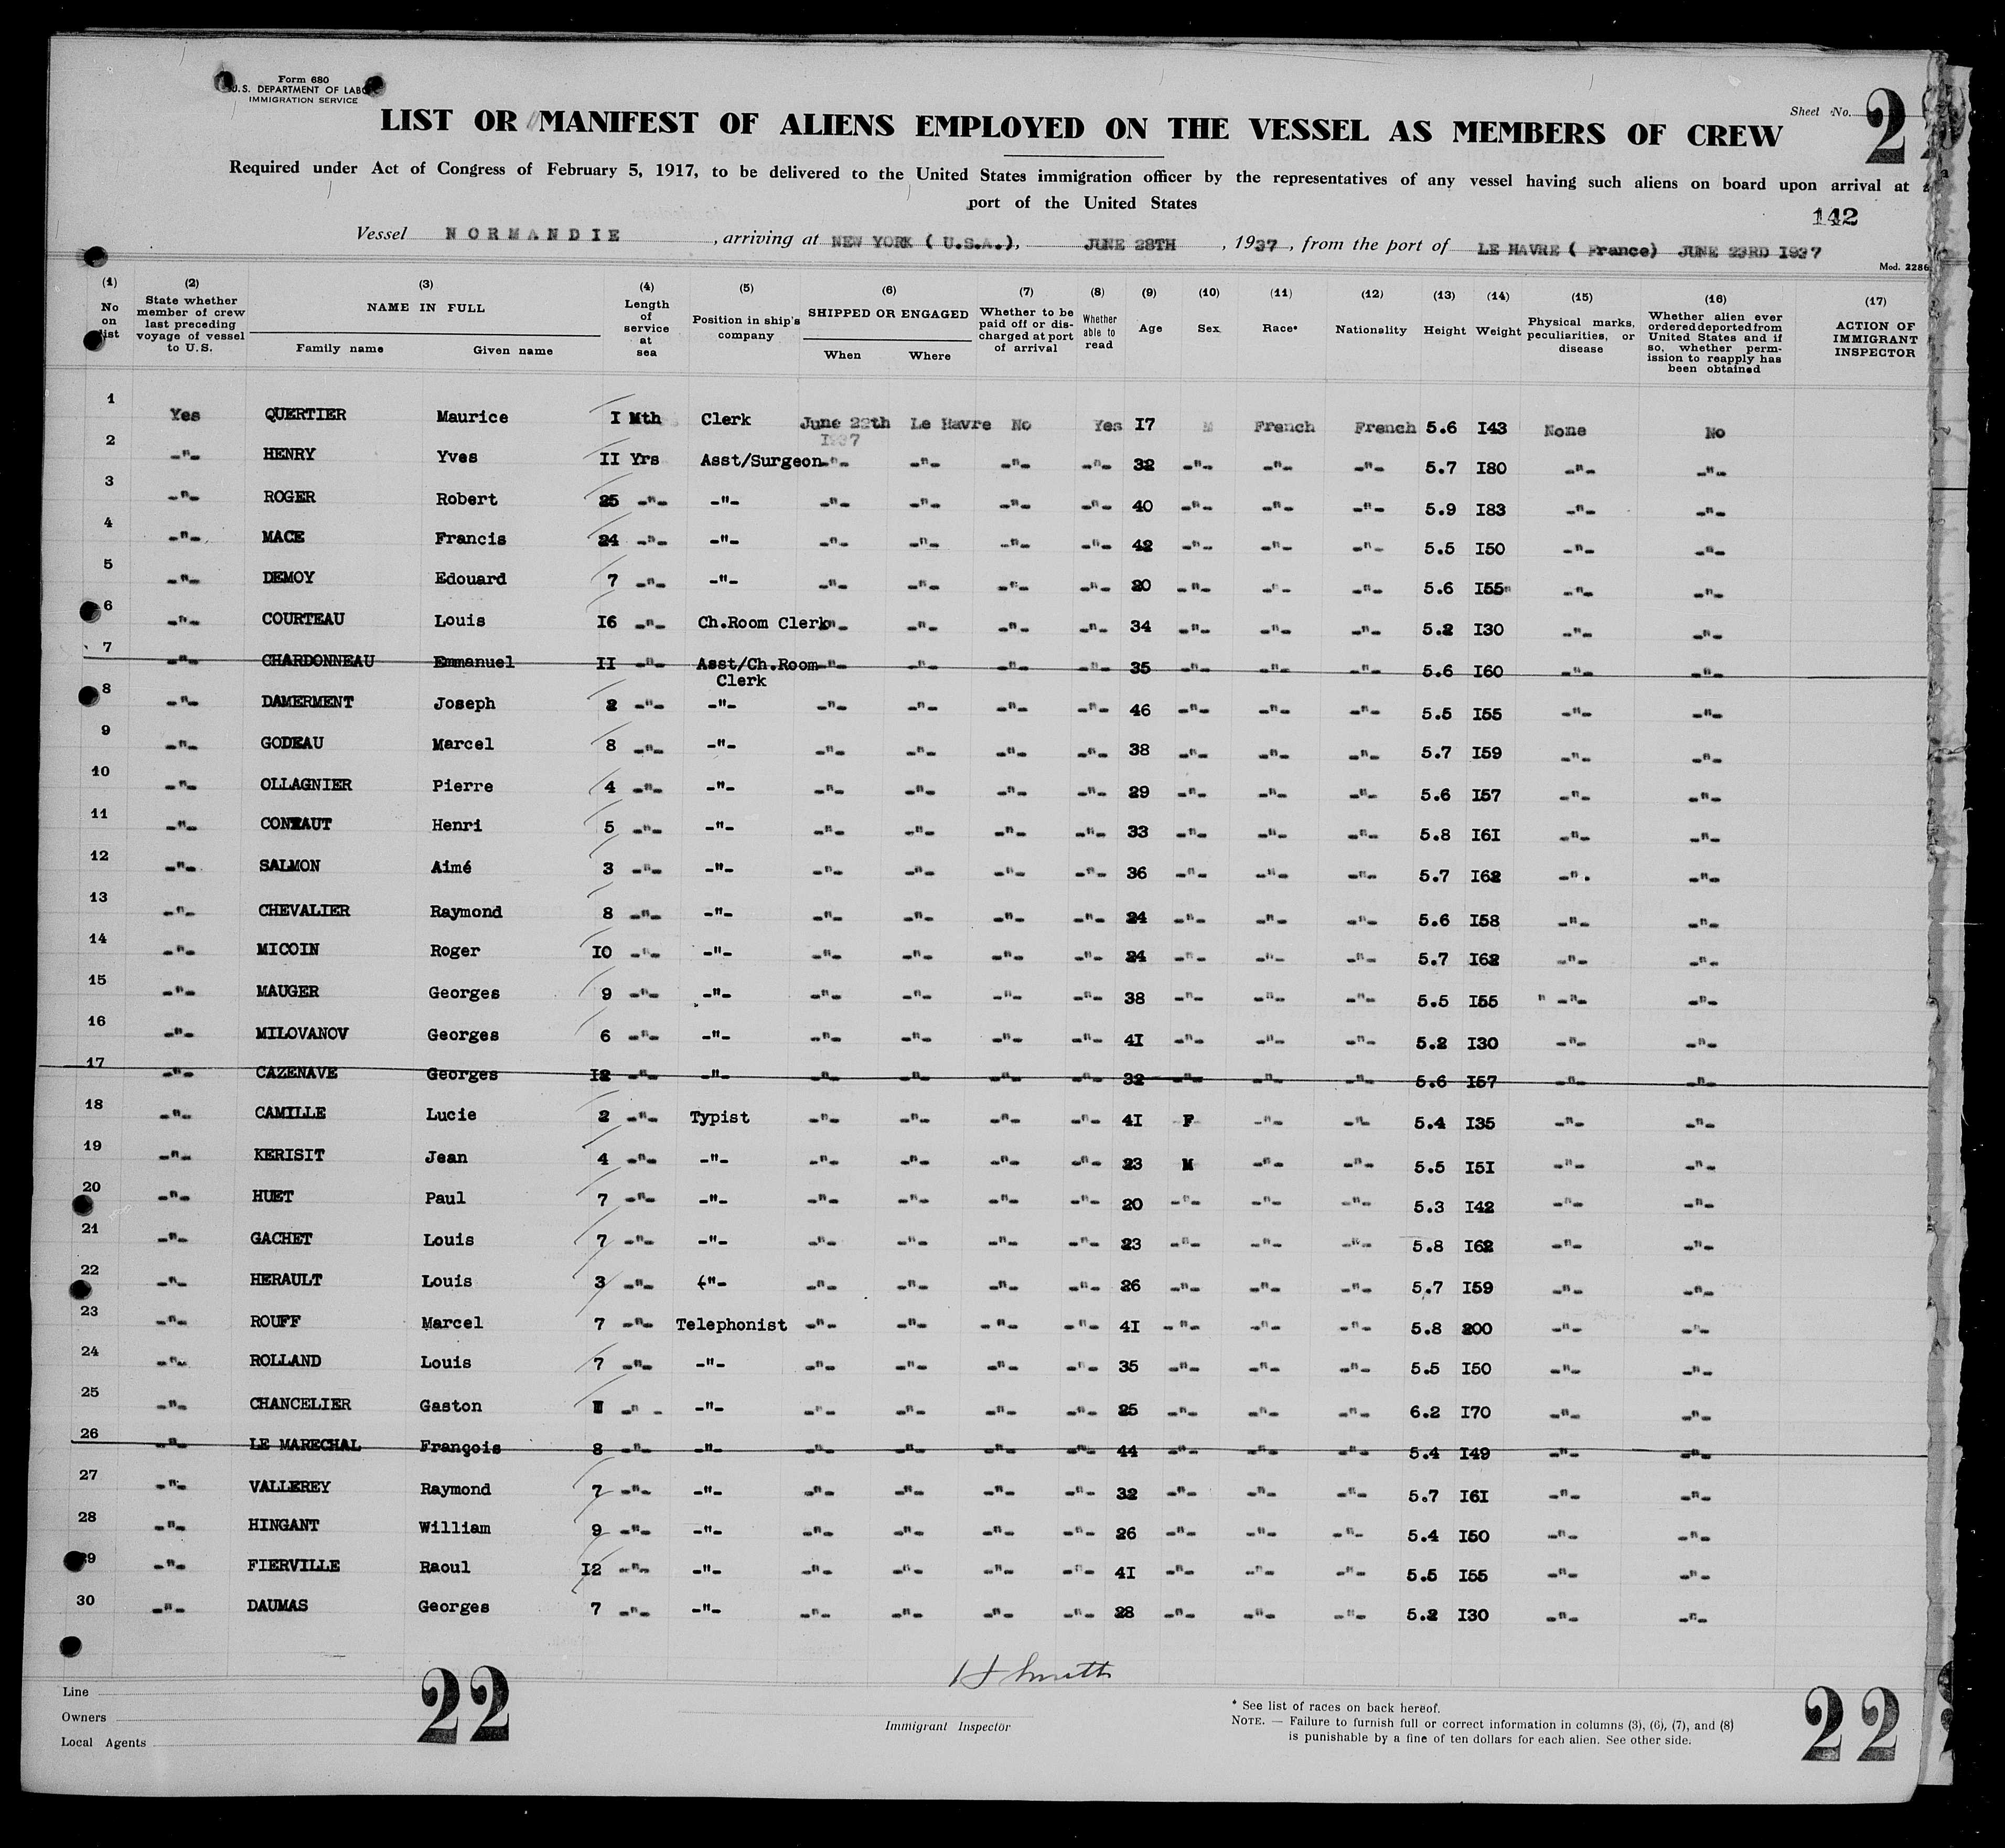 Form 680
U.S. DEPARTMENT OF LABO
IMMIGRATION SERVICE
Sheet No. 2
LIST OR MANIFEST OF ALIENS EMPLOYED ON THE VESSEL AS MEMBERS OF CREW
Required under Act of Congress of February 5, 1917, to be delivered to the United States immigration officer by the representatives of any vessel having such aliens on board upon arrival at a
port of the United States
142
Vessel NORMANDIE, arriving at NEW YORK ( U.S.A.), JUNE 28TH, 1937, from the port of LE HAVRE ( France) JUNE 23RD I937
Mod. 2286
(1) No on list (2) State whether member of crew last preceding voyage of vessel to U.S. (3) NAME IN FULL Family name Given name (4) Length of service at sea (5) Position in ship's company (6) SHIPPED OR ENGAGED When Where (7) Whether to be paid off or discharged at port of arrival (8) Whether able to read (9) Age (10) Sex (11) Race* (12) Nationality (13) Height (14) Weight (15) Physical marks, peculiarities, or disease (16) Whether alien ever ordered deported from United States and if so, whether permission to reapply has been obtained (17) ACTION OF IMMIGRANT INSPECTOR
1 Yes QUERTIER Maurice I Mth Clerk June 22th I937 Le Havre No Yes I7 M French French 5.6 I43 None No
2 -"- HENRY Yves II Yrs Asst/Surgeon -"- -"- -"- -"- 32 -"- -"- -"- 5.7 I80 -"- -"-
3 -"- ROGER Robert 25 -"- -"- -"- -"- -"- -"- 40 -"- -"- -"- 5.9 I83 -"- -"-
4 -"- MACE Francis 24 -"- -"- -"- -"- -"- -"- 42 -"- -"- -"- 5.5 I50 -"- -"-
5 -"- DEMOY Edouard 7 -"- -"- -"- -"- -"- -"- 20 -"- -"- -"- 5.6 I55 -"- -"-
6 -"- COURTEAU Louis I6 -"- Ch.Room Clerk -"- -"- -"- -"- 34 -"- -"- -"- 5.2 I30 -"- -"-
7 -"- CHARDONNEAU Emmanuel II -"- Asst/Ch.Room Clerk -"- -"- -"- -"- 35 -"- -"- -"- 5.6 I60 -"- -"-
8 -"- DAMERMENT Joseph 2 -"- -"- -"- -"- -"- -"- 46 -"- -"- -"- 5.5 I55 -"- -"-
9 -"- GODEAU Marcel 8 -"- -"- -"- -"- -"- -"- 38 -"- -"- -"- 5.7 I59 -"- -"-
10 -"- OLLAGNIER Pierre 4 -"- -"- -"- -"- -"- -"- 29 -"- -"- -"- 5.6 I57 -"- -"-
11 -"- Henri 5 -"- -"- -"- -"- -"- -"- 33 -"- -"- -"- 5.8 I6I -"- -"-
12 -"- SALMON Aimé 3 -"- -"- -"- -"- -"- -"- 36 -"- -"- -"- 5.7 I62 -"- -"-
13 -"- CHEVALIER Raymond 8 -"- -"- -"- -"- -"- -"- 24 -"- -"- -"- 5.6 I58 -"- -"-
14 -"- MICOIN Roger I0 -"- -"- -"- -"- -"- -"- 24 -"- -"- -"- 5.7 I62 -"- -"-
15 -"- MAUGER Georges 9 -"- -"- -"- -"- -"- -"- 38 -"- -"- -"- 5.5 I55 " -"- -"-
16 -"- MILOVANOV Georges 6 -"- -"- -"- -"- -"- -"- 4I -"- -"- -"- 5.2 I30 -"- -"-
17 -"- CAZENAVE Georges I2 -"- -"- -"- -"- -"- -"- 32 -"- -"- -"- 5.6 I57 -"- -"-
18 -"- CAMILLE Lucie 2 -"- Typist -"- -"- -"- -"- 4I F -"- -"- 5.4 I35 -"- -"-
19 -"- KERISIT Jean 4 -"- -"- -"- -"- -"- -"- 23 M -"- -"- 5.5 I5I -"- -"-
20 -"- HUET Paul 7 -"- -"- -"- -"- -"- -"- 20 -"- -"- -"- 5.3 I42 -"- -"-
21 -"- GACHET Louis 7 -"- -"- -"- -"- -"- -"- 23 -"- -"- -"- 5.8 I62 -"- -"-
22 -"- HERAULT Louis 3 -"- ("- -"- -"- -"- -"- 26 -"- -"- -"- 5.7 I59 -"- -"-
23 -"- ROUFF Marcel 7 -"- Telephonist -"- -"- -"- -"- 4I -"- -"- -"- 5.8 200 -"- -"-
24 -"- ROLLAND Louis 7 -"- -"- -"- -"- -"- -"- 35 -"- -"- -"- 5.5 I50 -"- -"-
25 -"- CHANCELIER Gaston -"- -"- -"- -"- -"- -"- 25 -"- -"- -"- 6.2 I70 -"- -"-
26 -"- LE MARECHAL François 8 -"- -"- -"- -"- -"- -"- 44 -"- -"- -"- 5.4 I49 -"- -"-
27 -"- VALLEREY Raymond 7 -"- -"- -"- -"- -"- -"- 32 -"- -"- -"- 5.7 I6I -"- -"-
28 -"- HINGANT William 9 -"- -"- -"- -"- -"- -"- 26 -"- -"- -"- 5.4 I50 -"- -"-
29 -"- FIERVILLE Raoul I2 -"- -"- -"- -"- -"- -"- 4I -"- -"- -"- 5.5 I55 -"- -"-
30 -"- DAUMAS Georges 7 -"- -"- -"- -"- -"- -"- 28 -"- -"- -"- 5.2 I30 -"- -"-
Line
Owners
Local Agents
22
H Smith
Immigrant Inspector
* See list of races on back hereof.
NOTE. — Failure to furnish full or correct information in columns (3), (6), (7), and (8)
is punishable by a fine of ten dollars for each alien. See other side.
22